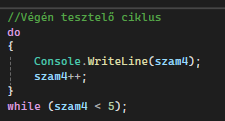 //Végén tesztelő ciklus
do
{
    Console.WriteLine(szam4);
    szam4++;
}
while (szam4 < 5);